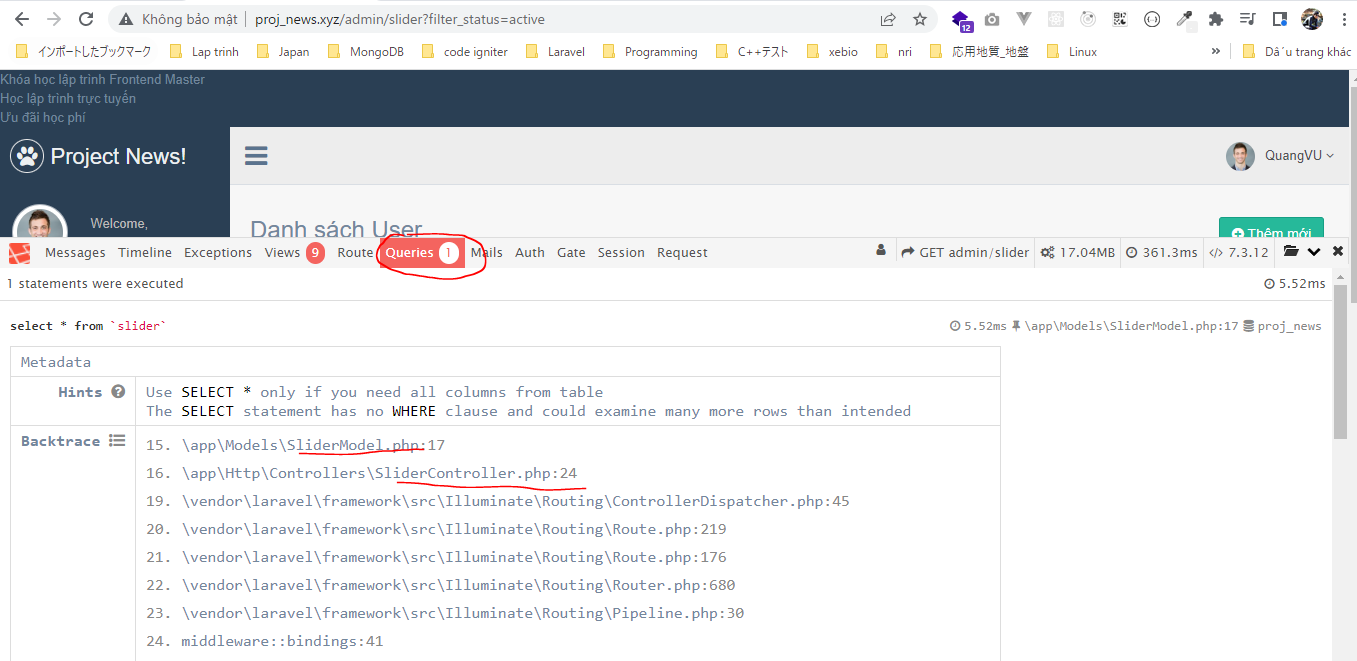 Không bảo mật | proj_news.xyz/admin/slider?filter_status=active
12
インポートしたブックマーク Lap trinh Japan MongoDB code igniter Laravel Programming C++テスト xebio nri 応用地質_地盤 Linux » Dấu trang khác
Khóa học lập trình Frontend Master
Học lập trình trực tuyến
Ưu đãi học phí
Project News!
QuangVU
Welcome,
Danh sách User
Thêm mới
Messages Timeline Exceptions Views 9 Route Queries 1 Mails Auth Gate Session Request GET admin/slider 17.04MB 361.3ms </> 7.3.12
1 statements were executed 5.52ms
select * from `slider` 5.52ms \app\Models\SliderModel.php:17 proj_news
Metadata
Hints Use SELECT * only if you need all columns from table
The SELECT statement has no WHERE clause and could examine many more rows than intended
Backtrace 15. \app\Models\SliderModel.php:17
16. \app\Http\Controllers\SliderController.php:24
19. \vendor\laravel\framework\src\Illuminate\Routing\ControllerDispatcher.php:45
20. \vendor\laravel\framework\src\Illuminate\Routing\Route.php:219
21. \vendor\laravel\framework\src\Illuminate\Routing\Route.php:176
22. \vendor\laravel\framework\src\Illuminate\Routing\Router.php:680
23. \vendor\laravel\framework\src\Illuminate\Routing\Pipeline.php:30
24. middleware::bindings:41